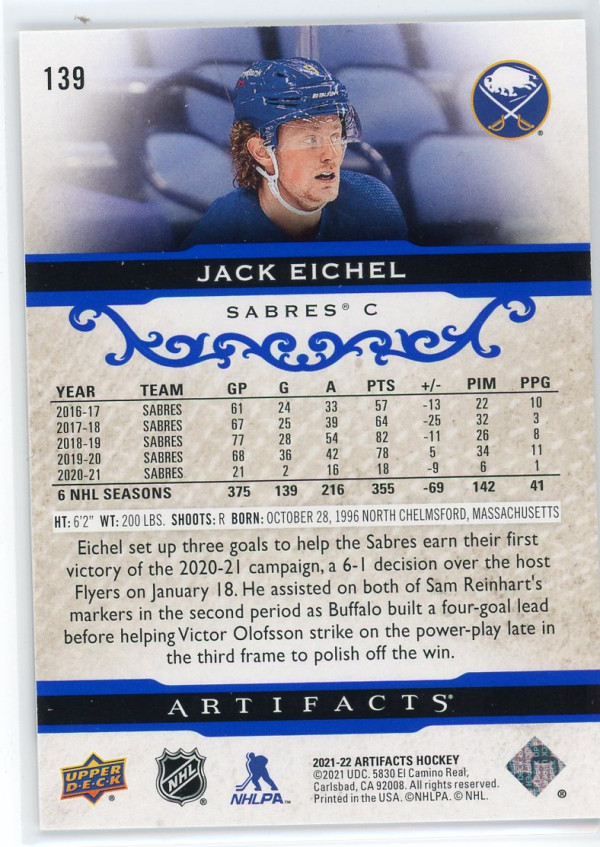 139
JACK EICHEL
SABRES® C
YEAR TEAM GP G A PTS +/- PIM PPG
2016-17 SABRES 61 24 33 57 -13 22 10
2017-18 SABRES 67 25 39 64 -25 32 3
2018-19 SABRES 77 28 54 82 -11 26 8
2019-20 SABRES 68 36 42 78 5 34 11
2020-21 SABRES 21 2 16 18 -9 6 1
6 NHL SEASONS 375 139 216 355 -69 142 41
HT: 6'2" WT: 200 LBS. SHOOTS: R BORN: OCTOBER 28, 1996 NORTH CHELMSFORD, MASSACHUSETTS
Eichel set up three goals to help the Sabres earn their first
victory of the 2020-21 campaign, a 6-1 decision over the host
Flyers on January 18. He assisted on both of Sam Reinhart's
markers in the second period as Buffalo built a four-goal lead
before helping Victor Olofsson strike on the power-play late in
the third frame to polish off the win.
ARTIFACTS®
UPPER DECK
NHL®
NHLPA™
2021-22 ARTIFACTS HOCKEY
©2021 UDC. 5830 El Camino Real,
Carlsbad, CA 92008. All rights reserved.
Printed in the USA. ©NHLPA. © NHL.
®